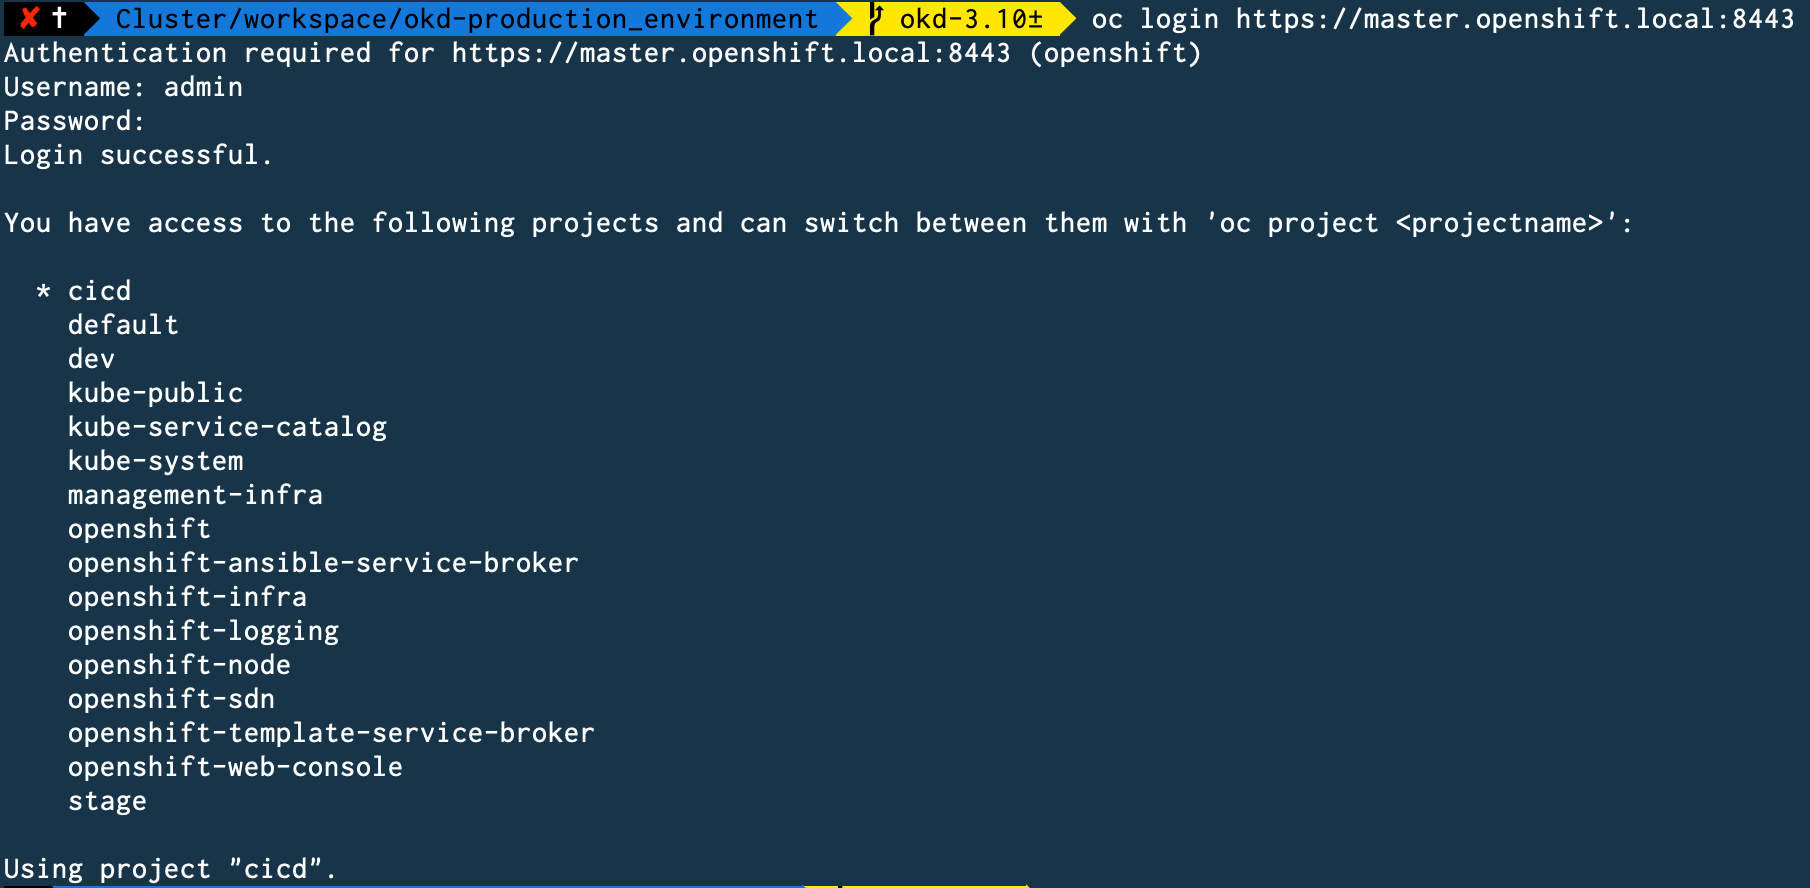 ✘ ✝ Cluster/workspace/okd-production_environment okd-3.10± oc login https://master.openshift.local:8443
Authentication required for https://master.openshift.local:8443 (openshift)
Username: admin
Password:
Login successful.
You have access to the following projects and can switch between them with 'oc project <projectname>':
* cicd
default
dev
kube-public
kube-service-catalog
kube-system
management-infra
openshift
openshift-ansible-service-broker
openshift-infra
openshift-logging
openshift-node
openshift-sdn
openshift-template-service-broker
openshift-web-console
stage
Using project "cicd".